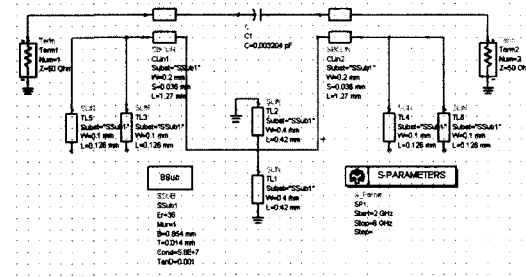 C
C1
C=0.003204 pF
Term
Term1
Num=1
Z=50 Ohm
SBCLIN
CLin1
Subst="SSub1"
W=0.2 mm
S=0.036 mm
L=1.27 mm
SBCLIN
CLin2
Subst="SSub1"
W=0.2 mm
S=0.036 mm
L=1.27 mm
Term
Term2
Num=2
Z=50 Oh
SLIN
TL5
Subst="SSub1"
W=0.1 mm
L=0.126 mm
SLIN
TL3
Subst="SSub1"
W=0.1 mm
L=0.126 mm
SLIN
TL2
Subst="SSub1"
W=0.4 mm
L=0.42 mm
SLIN
TL4
Subst="SSub1"
W=0.1 mm
L=0.126 mm
SLIN
Subst="SSub1"
W=0.1 mm
L=0.126 mm
SLIN
TL1
Subst="SSub1"
W=0.4 mm
L=0.42 mm
SSub
SSUB
SSub1
Er=36
Mur=1
B=0.854 mm
T=0.014 mm
Cond=5.8E+7
TanD=0.001
S-PARAMETERS
S_Param
SP1
Start=2 GHz
Stop=8 GHz
Step=